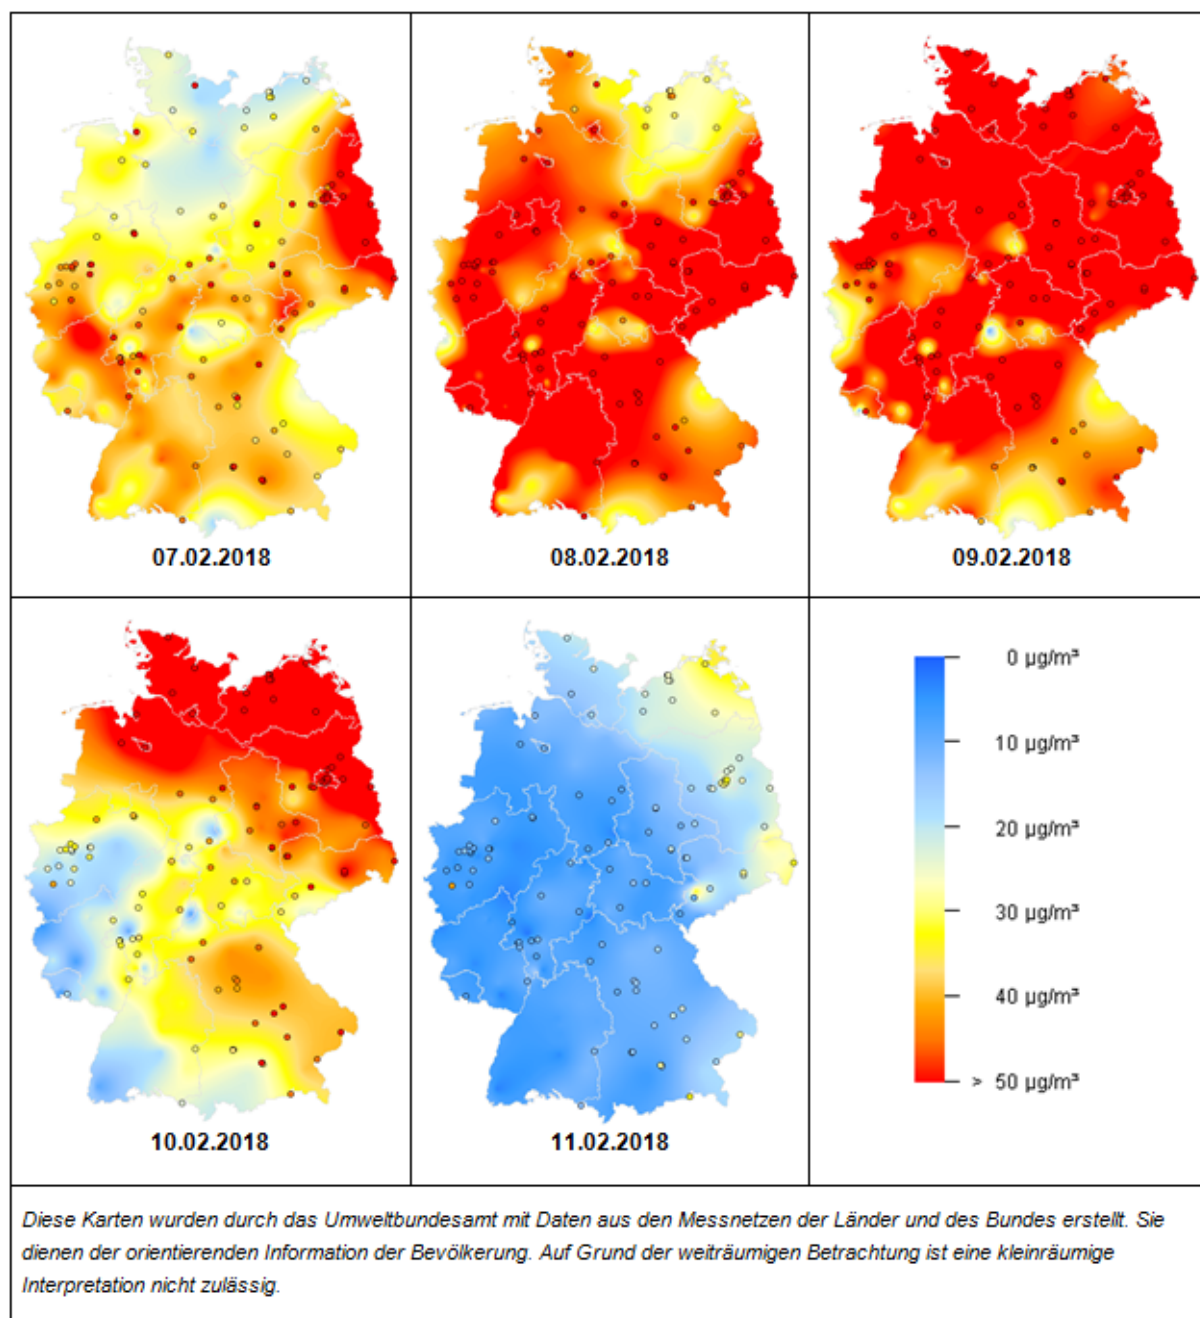 07.02.2018
08.02.2018
09.02.2018
10.02.2018
11.02.2018
0 µg/m³
10 µg/m³
20 µg/m³
30 µg/m³
40 µg/m³
> 50 µg/m³
Diese Karten wurden durch das Umweltbundesamt mit Daten aus den Messnetzen der Länder und des Bundes erstellt. Sie
dienen der orientierenden Information der Bevölkerung. Auf Grund der weiträumigen Betrachtung ist eine kleinräumige
Interpretation nicht zulässig.